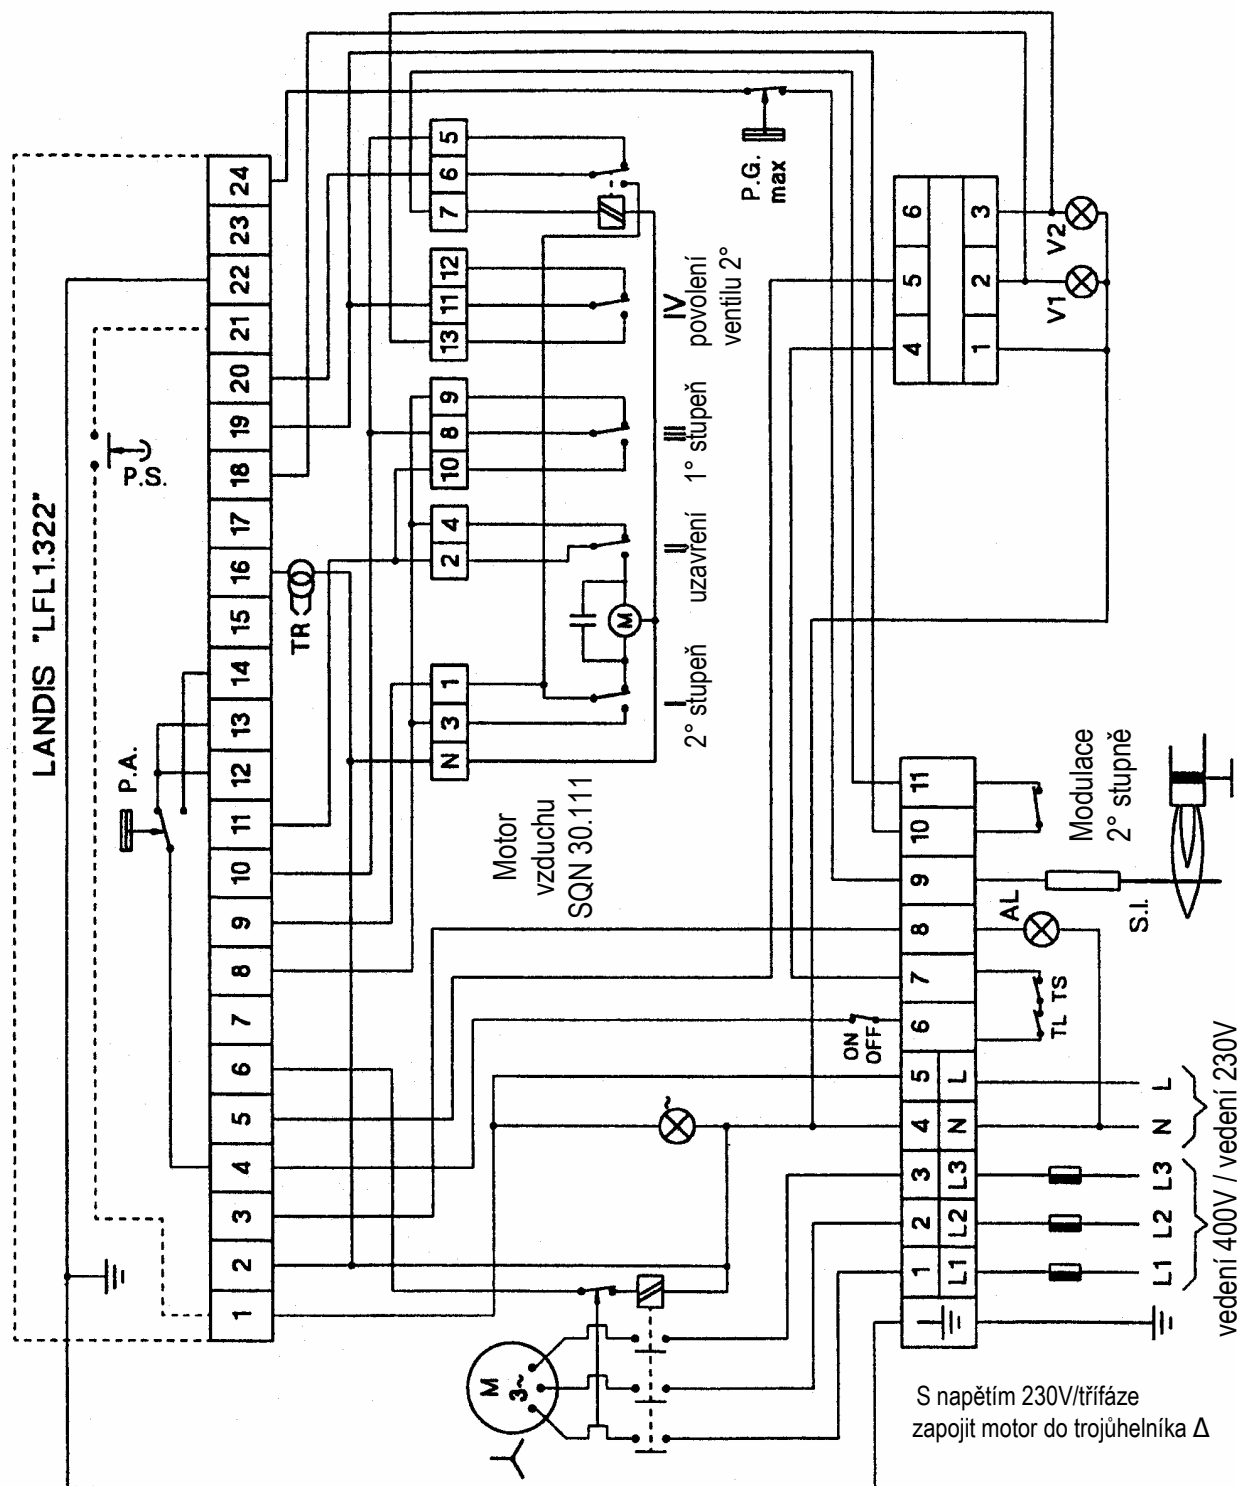 LANDIS "LFL1.322"
P.S.
P.A.
24
23
22
21
20
19
18
17
16
15
14
13
12
11
10
9
8
7
6
5
4
3
2
1
TR
5
6
7
12
11
13
9
8
10
4
2
1
3
N
M
I
2° stupeň
II
uzavření
III
1° stupeň
IV
povolení
ventilu 2°
Motor
vzduchu
SQN 30.111
P.G.
max
6
5
4
3
2
1
V2
V1
11
10
9
8
7
6
5
4
3
2
1
L
N
L3
L2
L1
ON
OFF
TL
TS
AL
S.I.
Modulace
2° stupně
~
M
3~
L
N
L3
L2
L1
vedení 400V / vedení 230V
S napětím 230V/třífáze
zapojit motor do trojůhelníka Δ